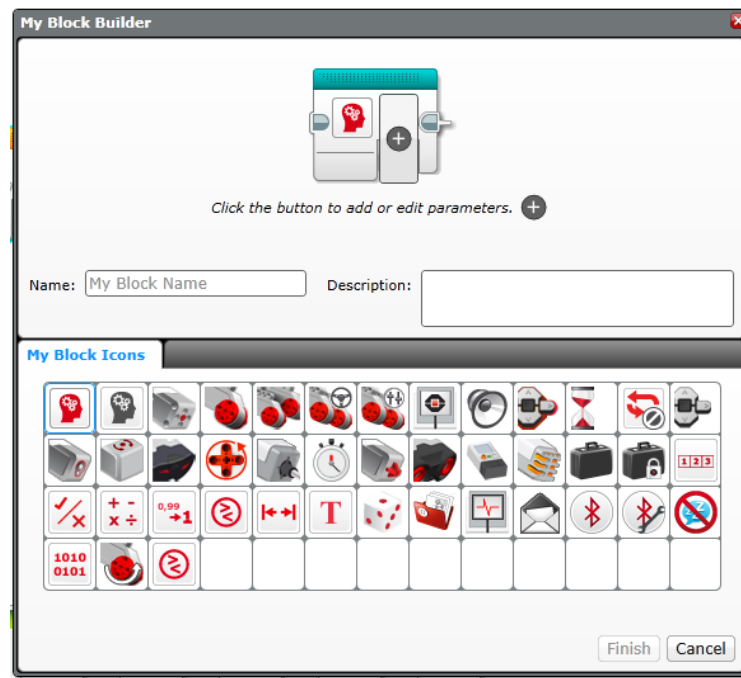 My Block Builder
Click the button to add or edit parameters.
Name: My Block Name Description:
My Block Icons
1 2 3
+ -
x ÷
0,99
→1
T
1010
0101
Finish Cancel